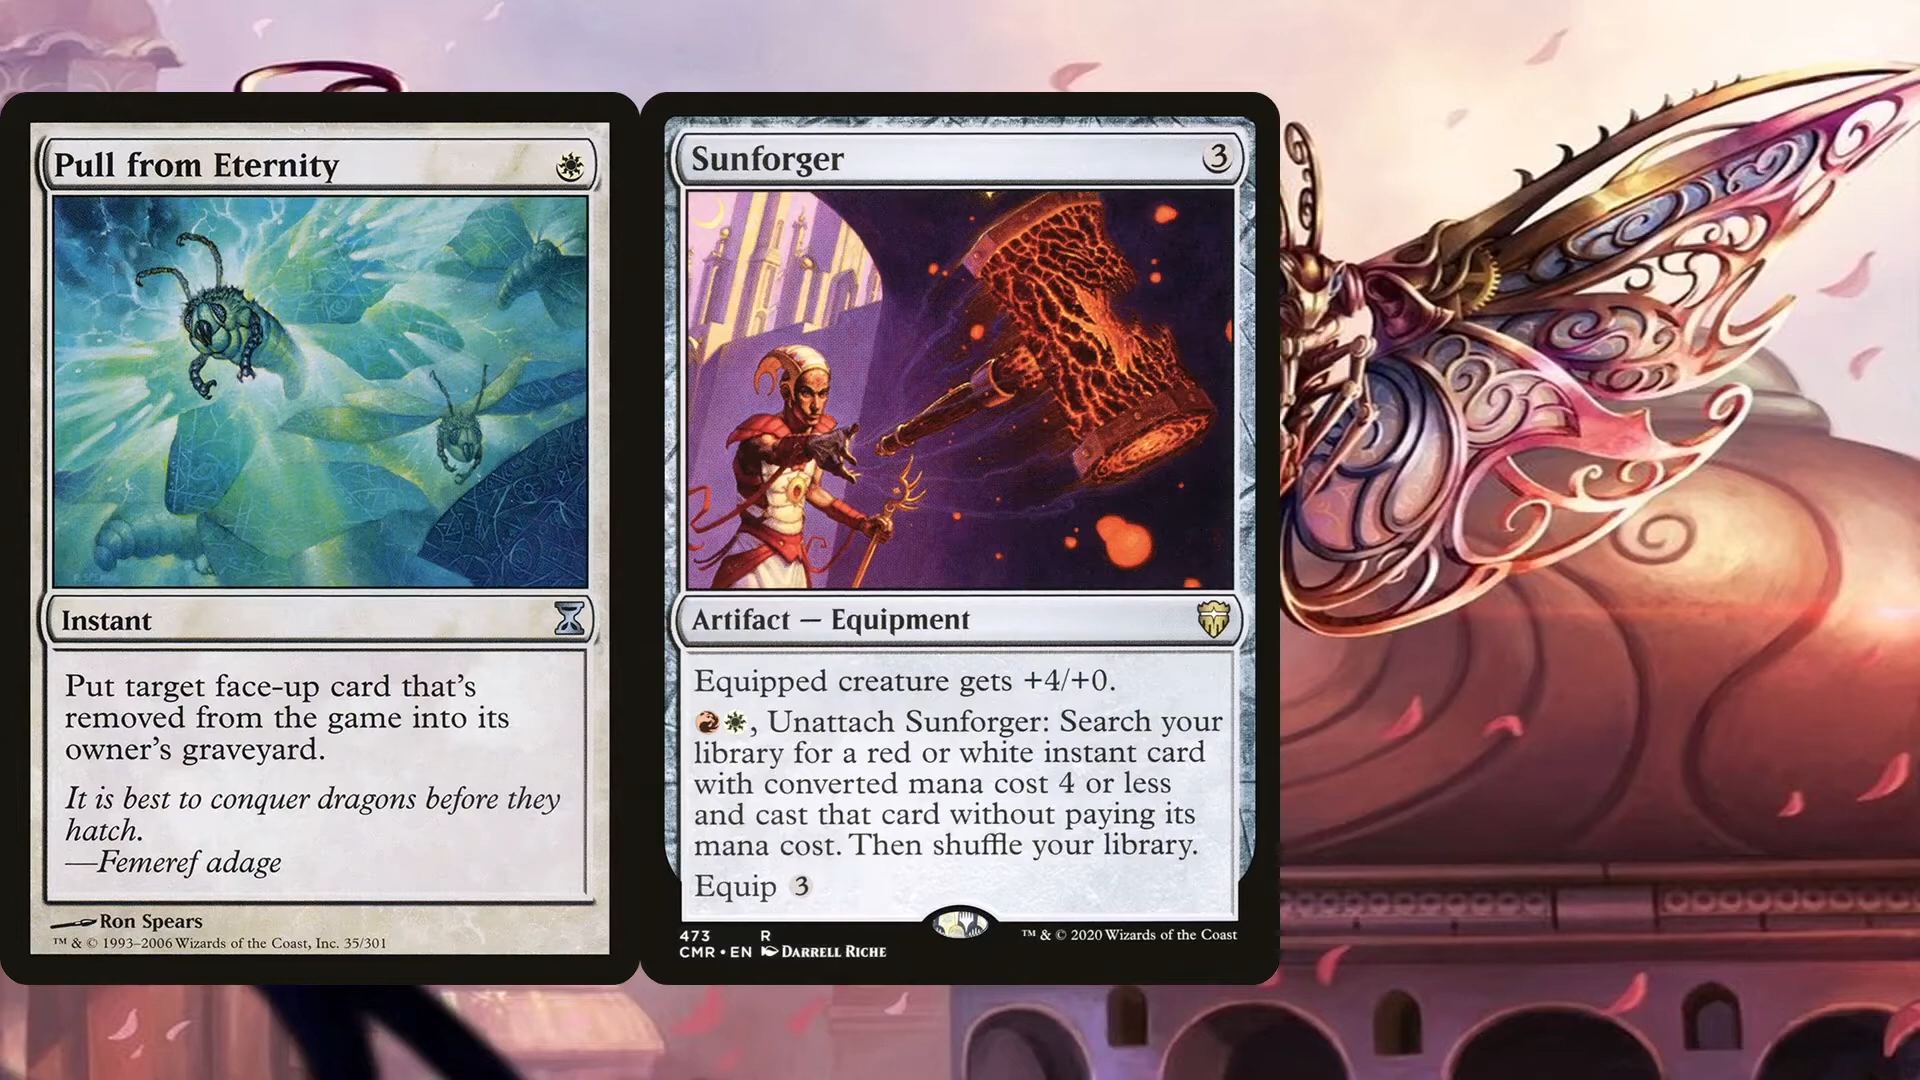 Pull from Eternity
Instant
Put target face-up card that's
removed from the game into its
owner's graveyard.
It is best to conquer dragons before they
hatch.
—Femeref adage
Ron Spears
™ & © 1993–2006 Wizards of the Coast, Inc. 35/301
Sunforger 3
Artifact — Equipment
Equipped creature gets +4/+0.
, Unattach Sunforger: Search your
library for a red or white instant card
with converted mana cost 4 or less
and cast that card without paying its
mana cost. Then shuffle your library.
Equip 3
473 R
CMR • EN DARRELL RICHE
™ & © 2020 Wizards of the Coast